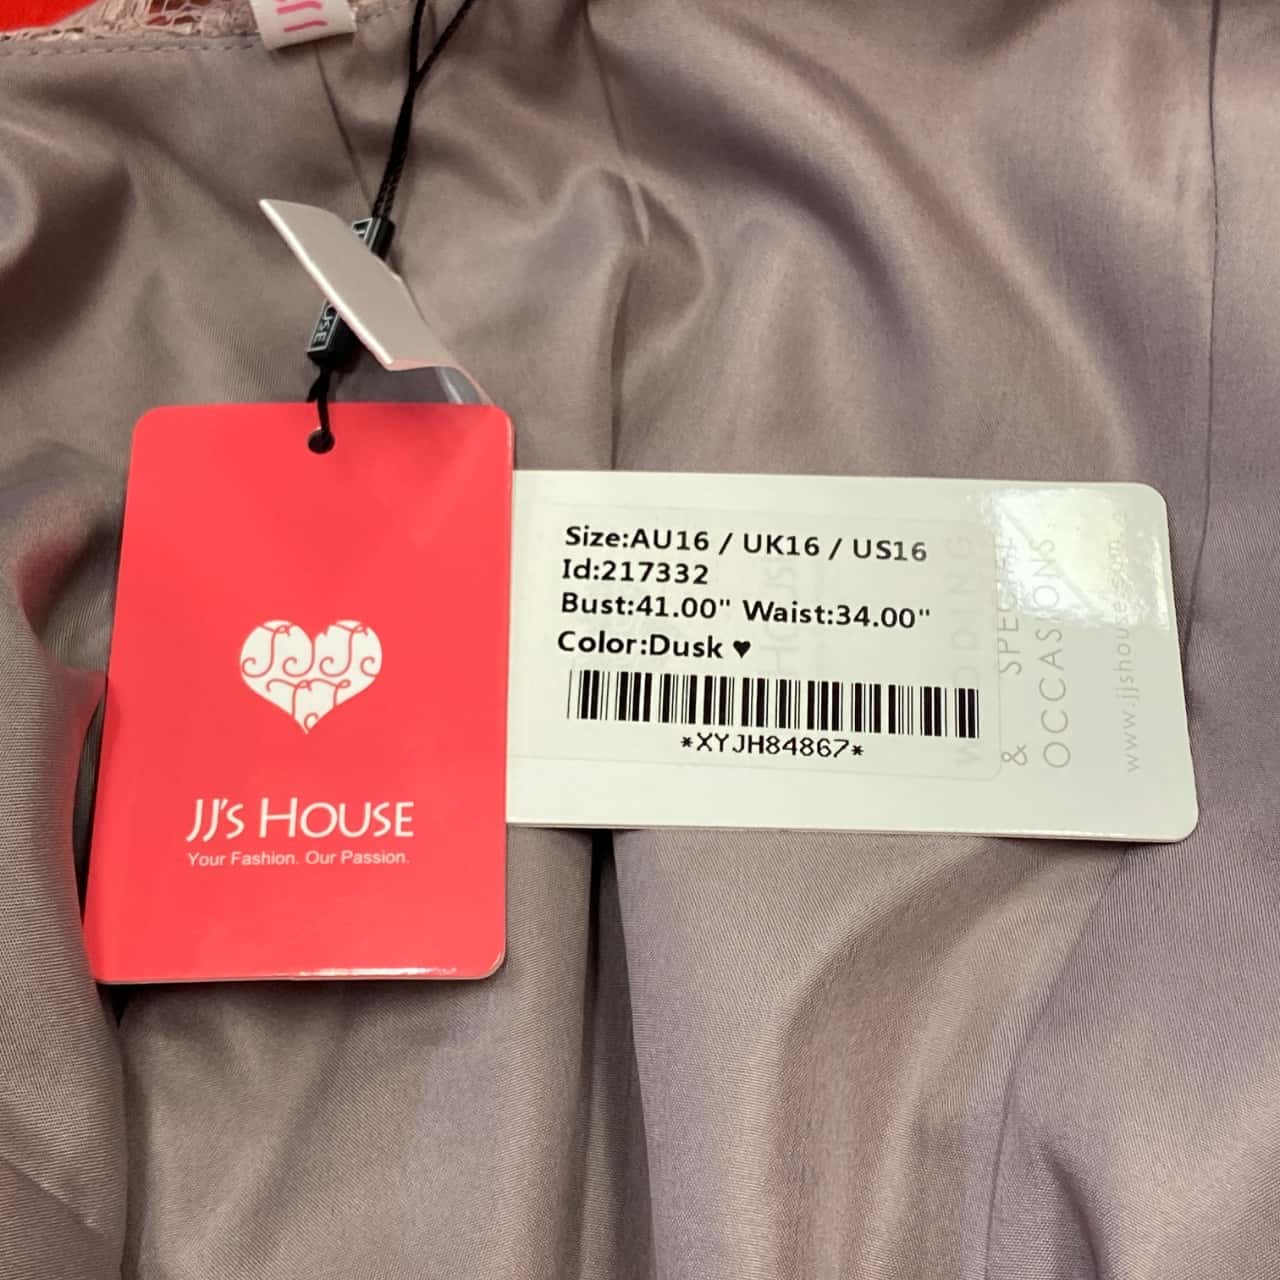 JJ's HOUSE
Your Fashion. Our Passion.
Size:AU16 / UK16 / US16
Id:217332
Bust:41.00" Waist:34.00"
Color:Dusk ♥
*XYJH84867*
& SPECIAL
OCCASIONS
www.jjshouse.com